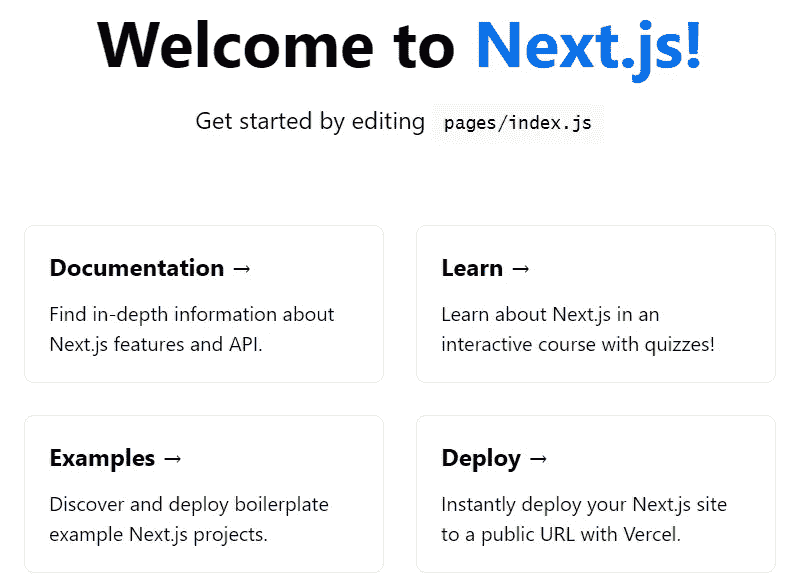 Welcome to Next.js!
Get started by editing pages/index.js
Documentation →
Find in-depth information about
Next.js features and API.
Learn →
Learn about Next.js in an
interactive course with quizzes!
Examples →
Discover and deploy boilerplate
example Next.js projects.
Deploy →
Instantly deploy your Next.js site
to a public URL with Vercel.